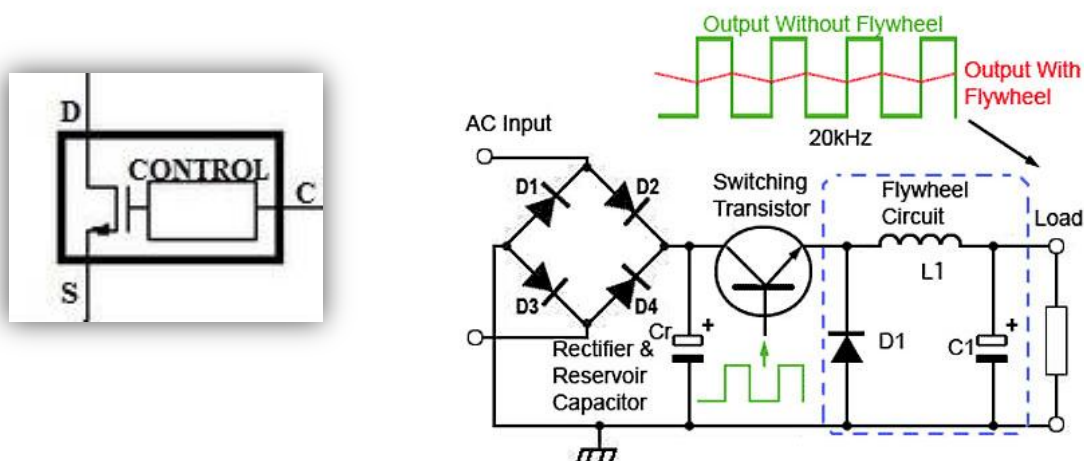 D
CONTROL
C
S
Output Without Flywheel
Output With
Flywheel
20kHz
AC Input
D1
D2
D3
D4
Switching
Transistor
Flywheel
Circuit
Load
L1
Cr
+
D1
C1
+
Rectifier &
Reservoir
Capacitor